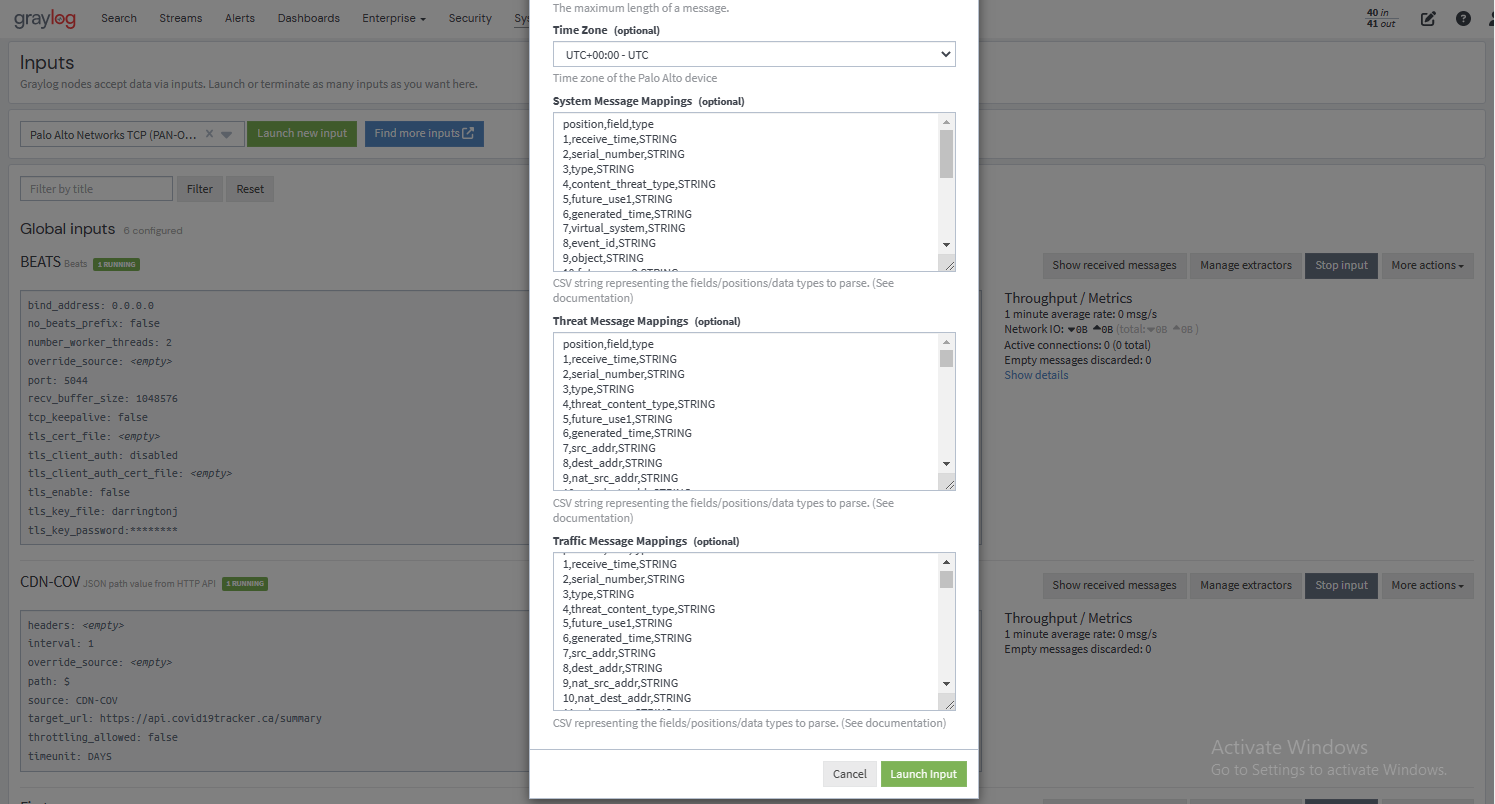 graylog
Search
Streams
Alerts
Dashboards
Enterprise
Security
Sy
40 in
41 out
Inputs
Graylog nodes accept data via inputs. Launch or terminate as many inputs as you want here.
Palo Alto Networks TCP (PAN-O...
Launch new input
Find more inputs
Filter by title
Filter
Reset
Global inputs 6 configured
BEATS Beats 1 RUNNING
Show received messages
Manage extractors
Stop input
More actions
bind_address: 0.0.0.0
no_beats_prefix: false
number_worker_threads: 2
override_source: <empty>
port: 5044
recv_buffer_size: 1048576
tcp_keepalive: false
tls_cert_file: <empty>
tls_client_auth: disabled
tls_client_auth_cert_file: <empty>
tls_enable: false
tls_key_file: darringtonj
tls_key_password:********
Throughput / Metrics
1 minute average rate: 0 msg/s
Network IO: 0B 0B (total: 0B 0B )
Active connections: 0 (0 total)
Empty messages discarded: 0
Show details
CDN-COV JSON path value from HTTP API 1 RUNNING
Show received messages
Manage extractors
Stop input
More actions
headers: <empty>
interval: 1
override_source: <empty>
path: $
source: CDN-COV
target_url: https://api.covid19tracker.ca/summary
throttling_allowed: false
timeunit: DAYS
Throughput / Metrics
1 minute average rate: 0 msg/s
Empty messages discarded: 0
The maximum length of a message.
Time Zone (optional)
UTC+00:00 - UTC
Time zone of the Palo Alto device
System Message Mappings (optional)
position,field,type
1,receive_time,STRING
2,serial_number,STRING
3,type,STRING
4,content_threat_type,STRING
5,future_use1,STRING
6,generated_time,STRING
7,virtual_system,STRING
8,event_id,STRING
9,object,STRING
CSV string representing the fields/positions/data types to parse. (See
documentation)
Threat Message Mappings (optional)
position,field,type
1,receive_time,STRING
2,serial_number,STRING
3,type,STRING
4,threat_content_type,STRING
5,future_use1,STRING
6,generated_time,STRING
7,src_addr,STRING
8,dest_addr,STRING
9,nat_src_addr,STRING
CSV string representing the fields/positions/data types to parse. (See
documentation)
Traffic Message Mappings (optional)
1,receive_time,STRING
2,serial_number,STRING
3,type,STRING
4,threat_content_type,STRING
5,future_use1,STRING
6,generated_time,STRING
7,src_addr,STRING
8,dest_addr,STRING
9,nat_src_addr,STRING
10,nat_dest_addr,STRING
CSV representing the fields/positions/data types to parse. (See documentation)
Cancel
Launch Input
Activate Windows
Go to Settings to activate Windows.